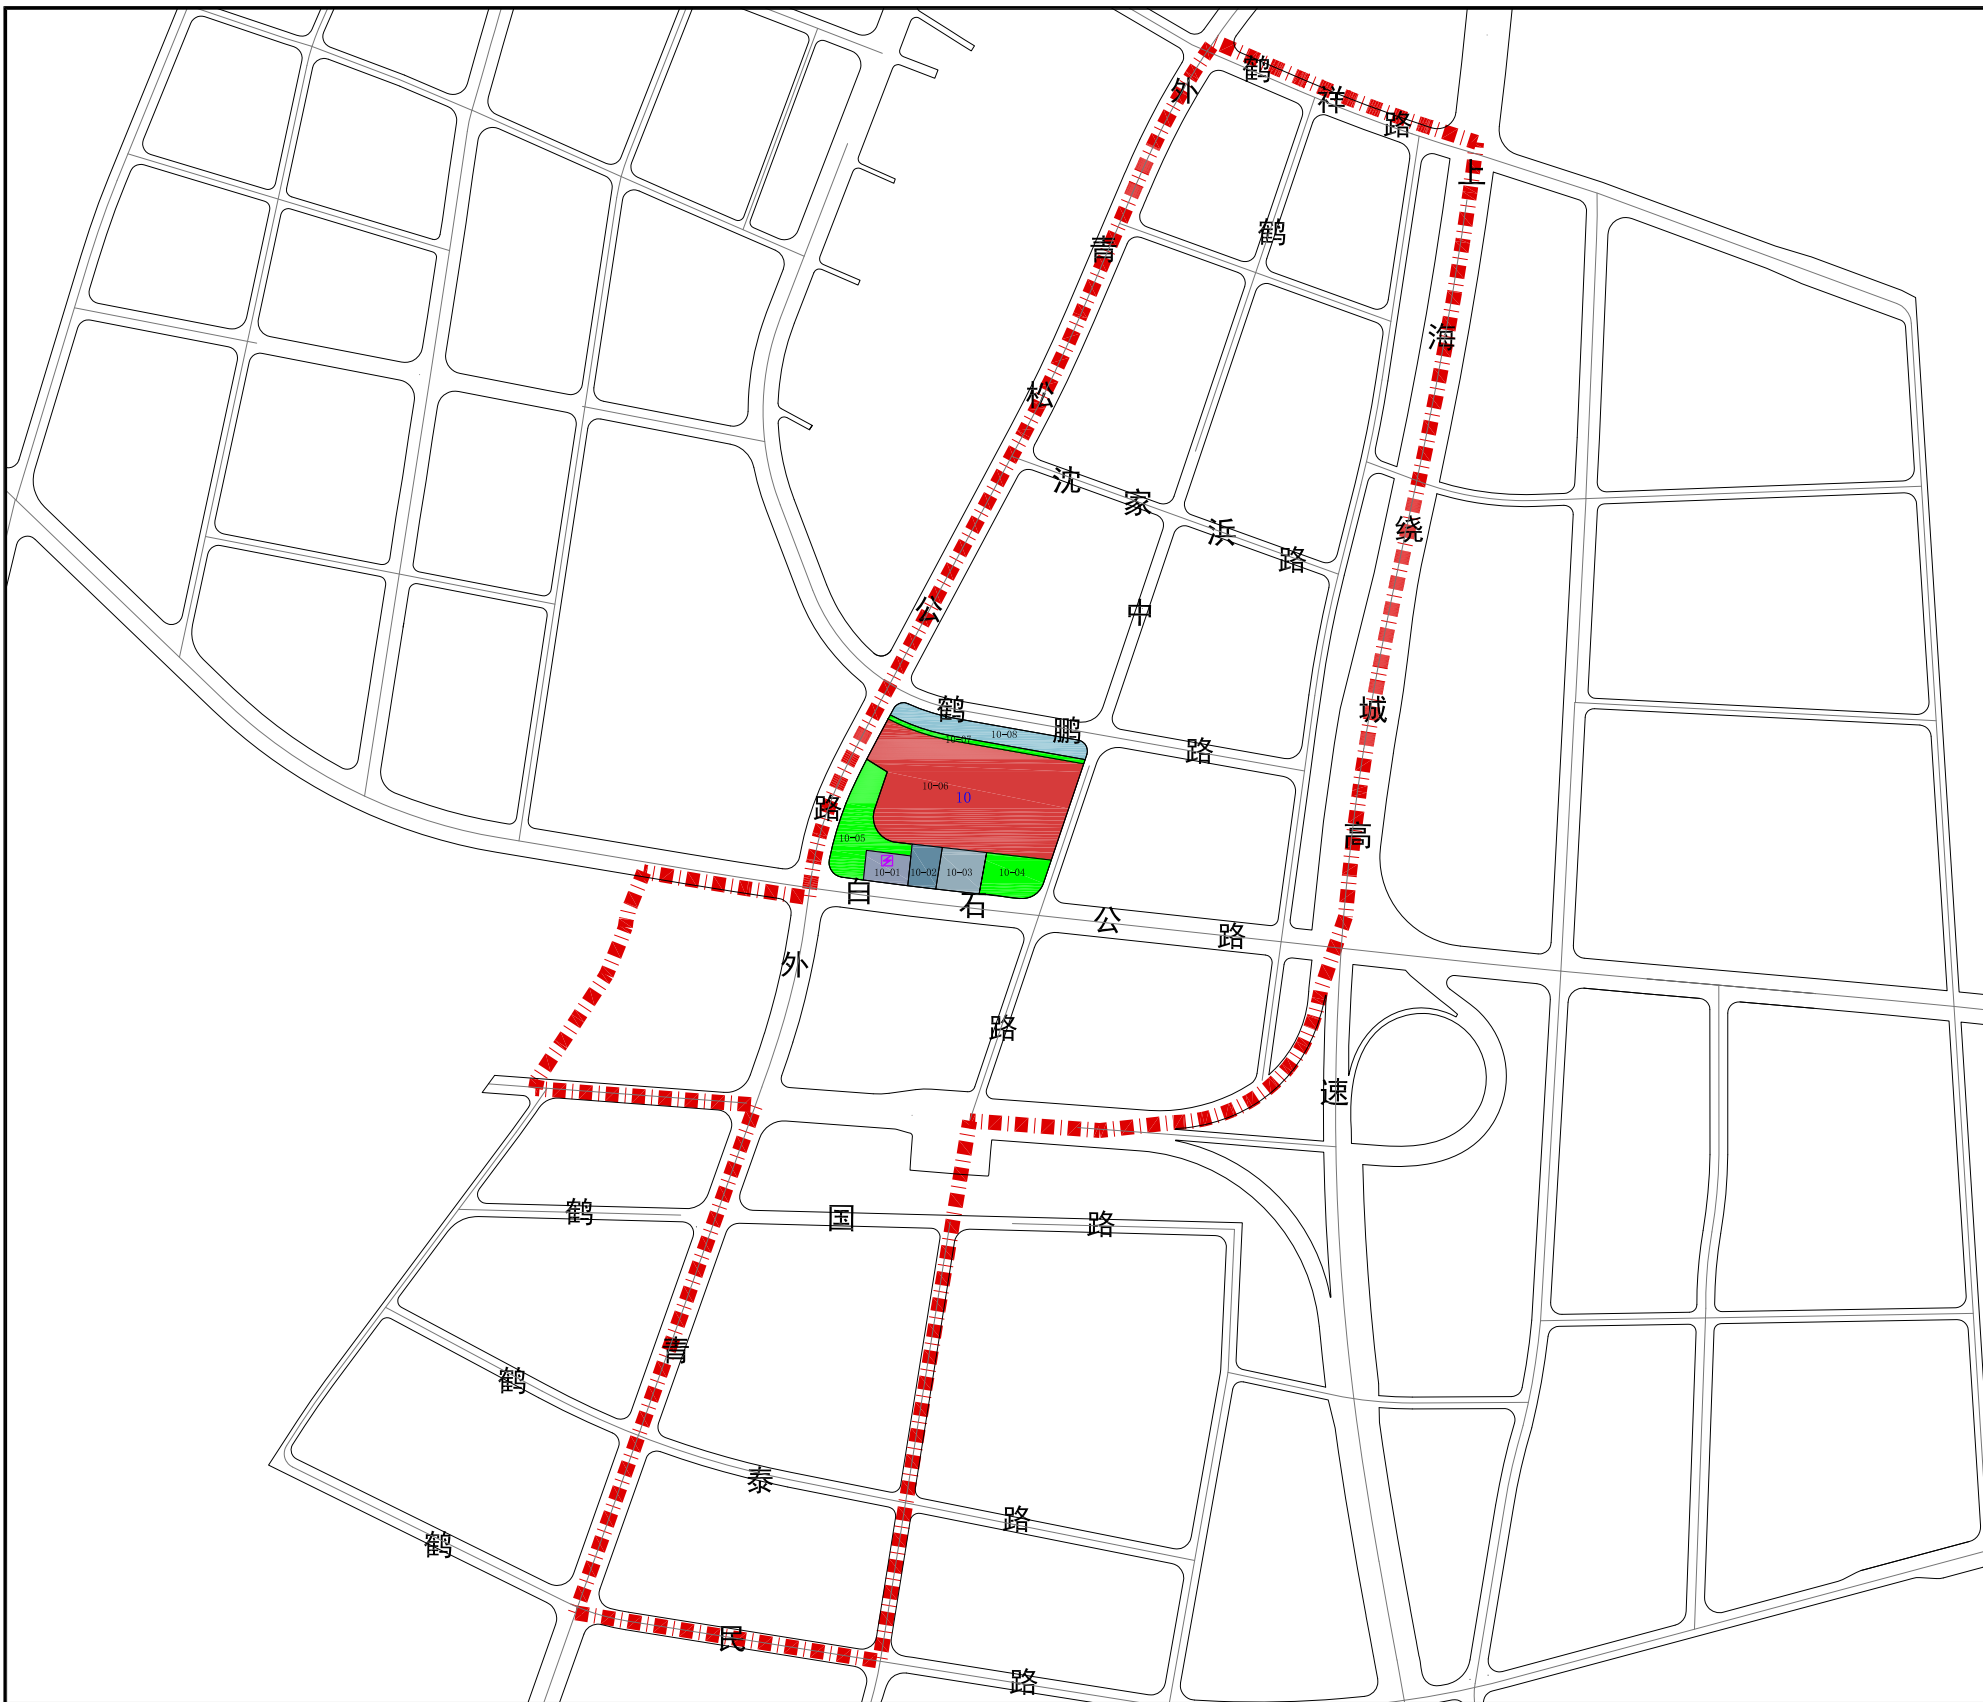 鹤祥路
外青松公路
上海绕城高速
鹤中路
沈家浜路
鹤鹏路
10-08
10-07
10-06
10
10-05
10-01
10-02
10-03
10-04
白石公路
外青
鹤国路
鹤泰路
鹤民路